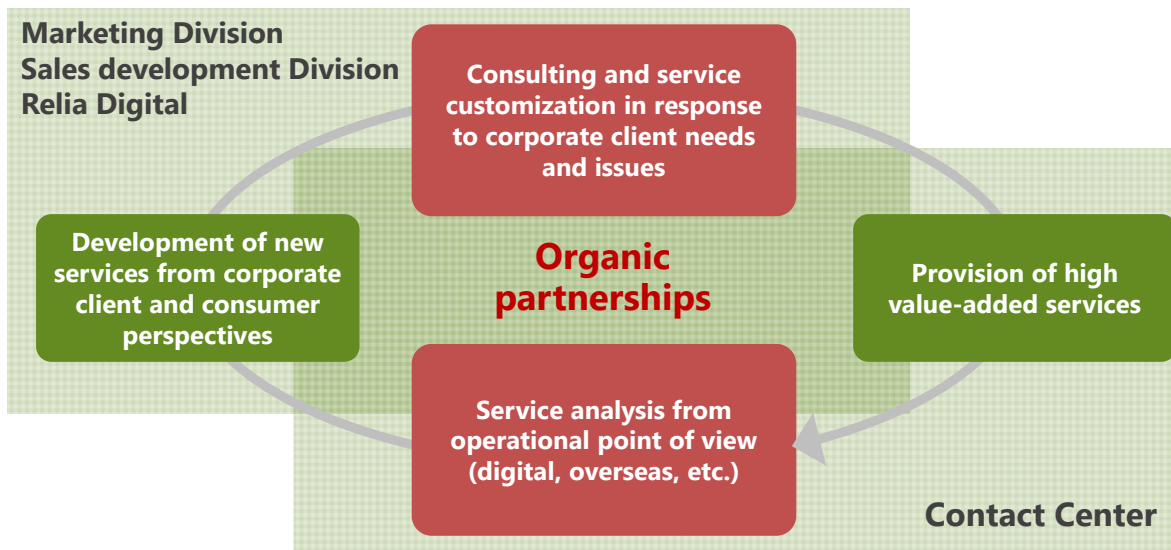 Marketing Division
Sales development Division
Relia Digital
Consulting and service
customization in response
to corporate client needs
and issues
Development of new
services from corporate
client and consumer
perspectives
Organic
partnerships
Provision of high
value-added services
Service analysis from
operational point of view
(digital, overseas, etc.)
Contact Center